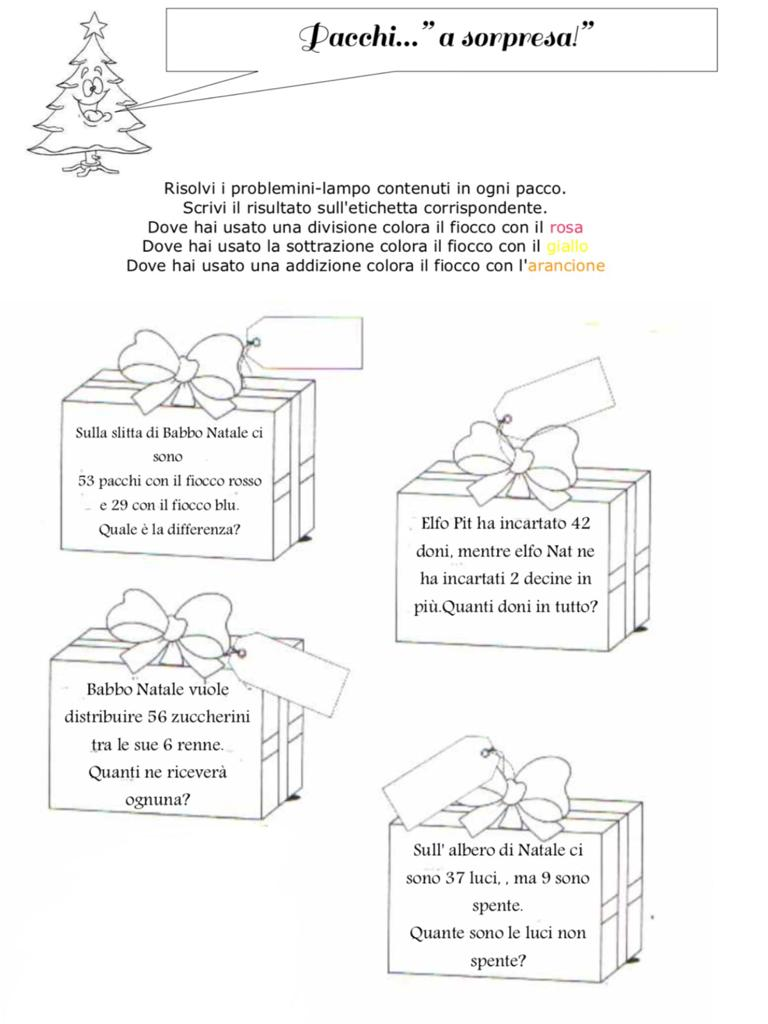 Pacchi...” a sorpresa!”
Risolvi i problemini-lampo contenuti in ogni pacco.
Scrivi il risultato sull'etichetta corrispondente.
Dove hai usato una divisione colora il fiocco con il rosa
Dove hai usato la sottrazione colora il fiocco con il giallo
Dove hai usato una addizione colora il fiocco con l'arancione
Sulla slitta di Babbo Natale ci
sono
53 pacchi con il fiocco rosso
e 29 con il fiocco blu.
Quale è la differenza?
Elfo Pit ha incartato 42
doni, mentre elfo Nat ne
ha incartati 2 decine in
più.Quanti doni in tutto?
Babbo Natale vuole
distribuire 56 zuccherini
tra le sue 6 renne.
Quanti ne riceverà
ognuna?
Sull' albero di Natale ci
sono 37 luci, , ma 9 sono
spente.
Quante sono le luci non
spente?